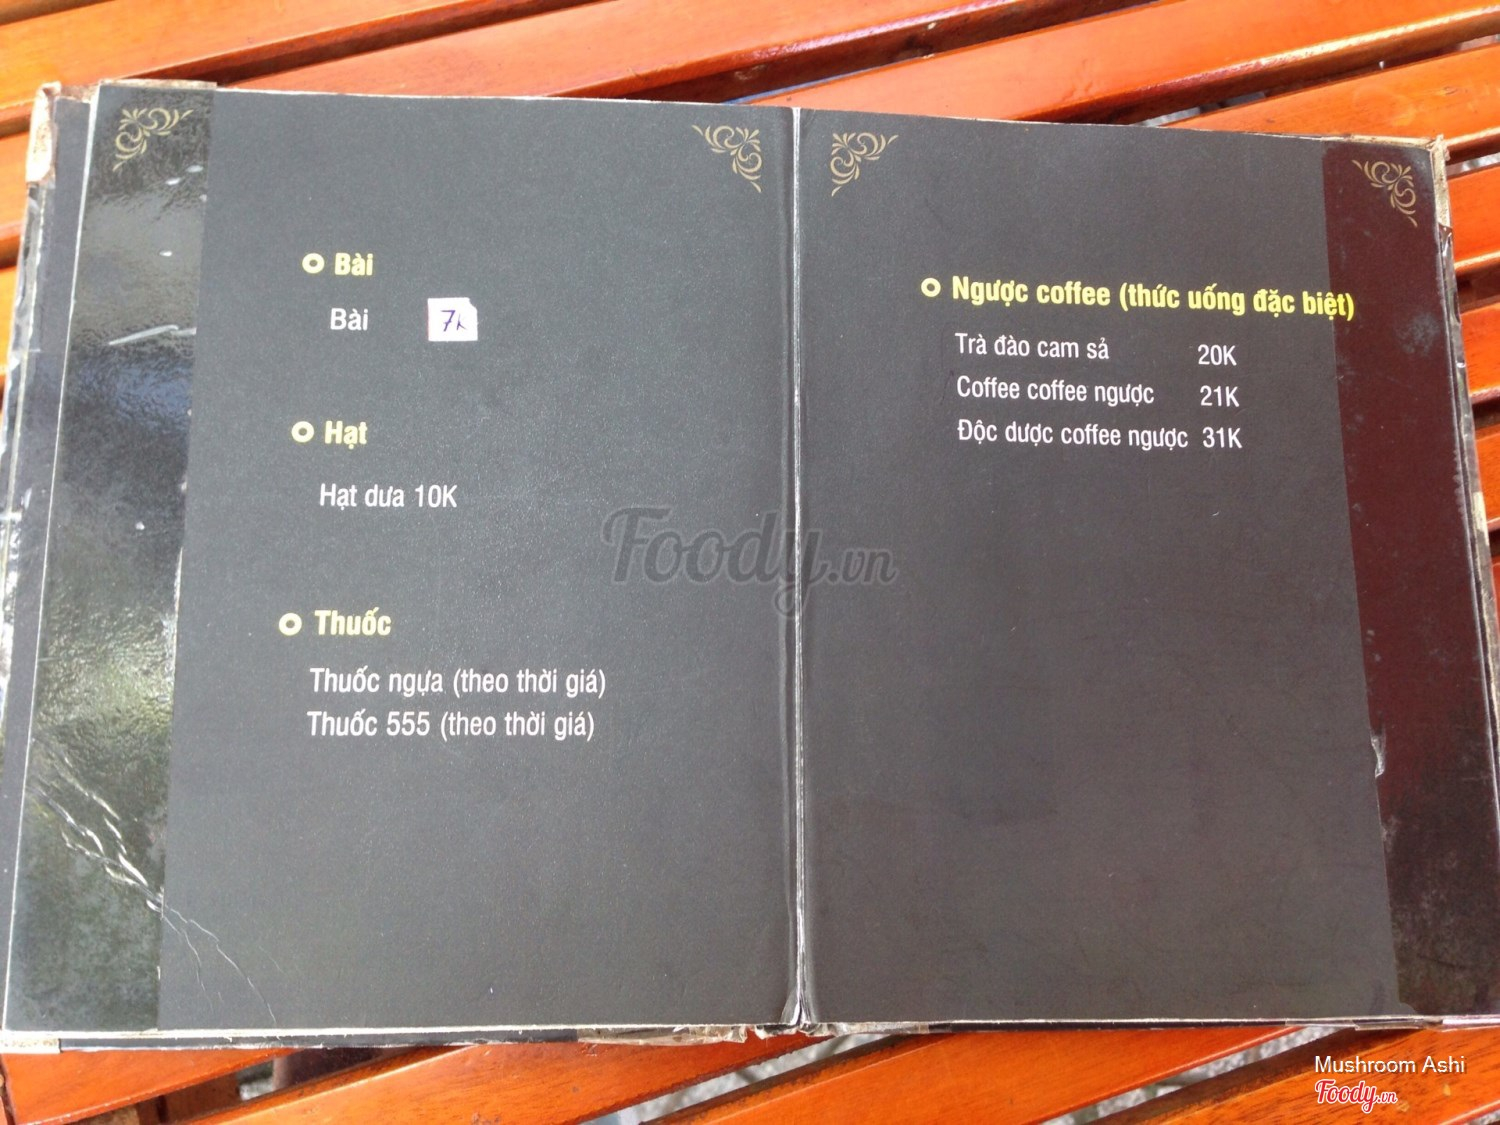 Bài
Bài 7k
Hạt
Hạt dưa 10K
Thuốc
Thuốc ngựa (theo thời giá)
Thuốc 555 (theo thời giá)
Ngược coffee (thức uống đặc biệt)
Trà đào cam sả 20K
Coffee coffee ngược 21K
Độc dược coffee ngược 31K
Foody.vn
Mushroom Ashi
Foody.vn